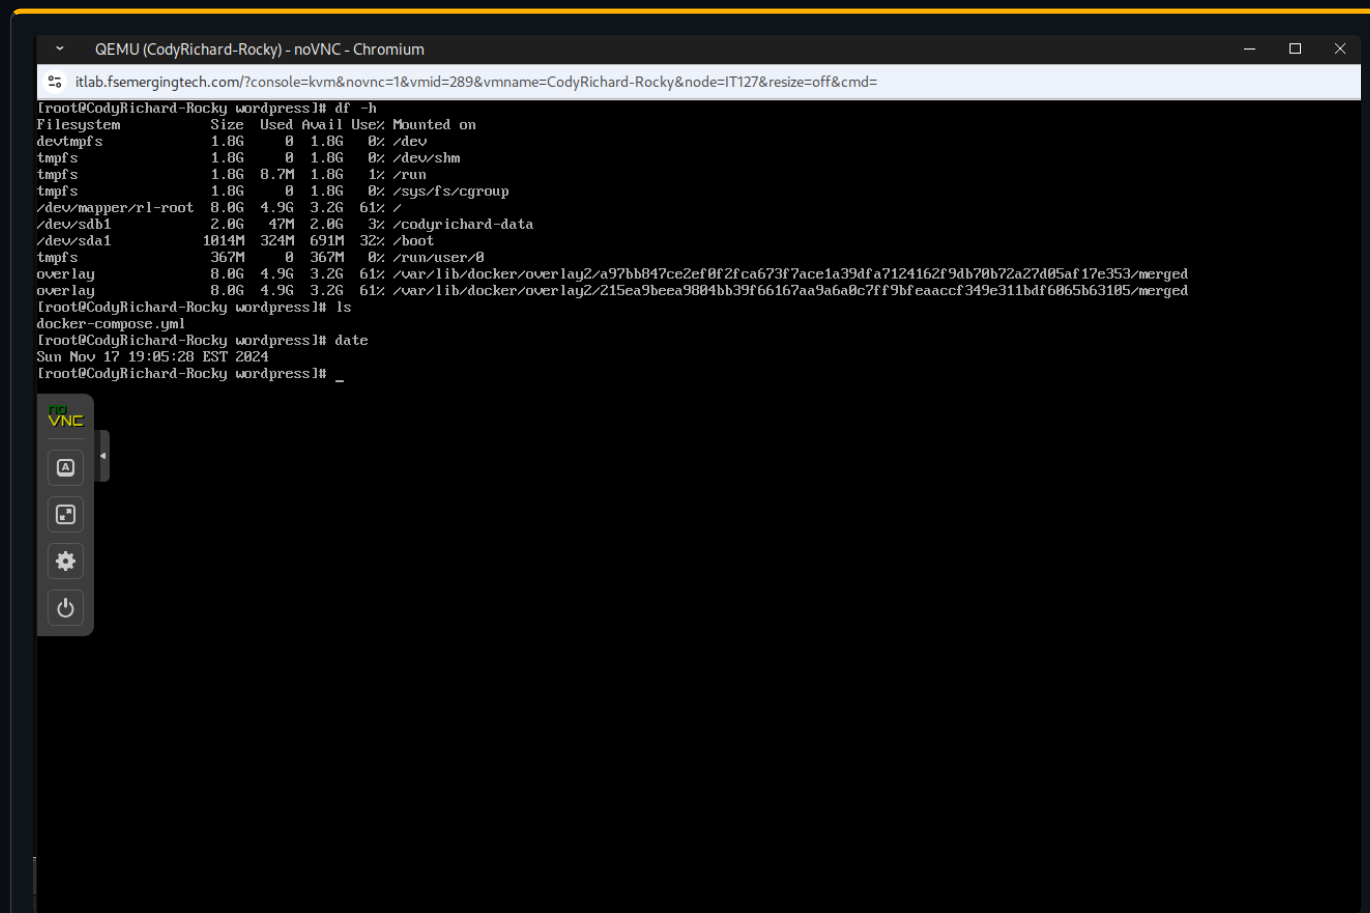 QEMU (CodyRichard-Rocky) - noVNC - Chromium
itlab.fsemergingtech.com/?console=kvm&novnc=1&vmid=289&vmname=CodyRichard-Rocky&node=IT127&resize=off&cmd=
[root@CodyRichard-Rocky wordpress]# df -h
Filesystem           Size  Used Avail Use% Mounted on
devtmpfs             1.8G     0  1.8G   0% /dev
tmpfs                1.8G     0  1.8G   0% /dev/shm
tmpfs                1.8G  8.7M  1.8G   1% /run
tmpfs                1.8G     0  1.8G   0% /sys/fs/cgroup
/dev/mapper/rl-root  8.0G  4.9G  3.2G  61% /
/dev/sdb1            2.0G   47M  2.0G   3% /codyrichard-data
/dev/sda1           1014M  324M  691M  32% /boot
tmpfs                367M     0  367M   0% /run/user/0
overlay              8.0G  4.9G  3.2G  61% /var/lib/docker/overlay2/a97bb847ce2ef0f2fca673f7ace1a39dfa7124162f9db70b72a27d05af17e353/merged
overlay              8.0G  4.9G  3.2G  61% /var/lib/docker/overlay2/215ea9beea9804bb39f66167aa9a6a0c7ff9bfeaaccf349e311bdf6065b63105/merged
[root@CodyRichard-Rocky wordpress]# ls
docker-compose.yml
[root@CodyRichard-Rocky wordpress]# date
Sun Nov 17 19:05:28 EST 2024
[root@CodyRichard-Rocky wordpress]# _
no
VNC
A